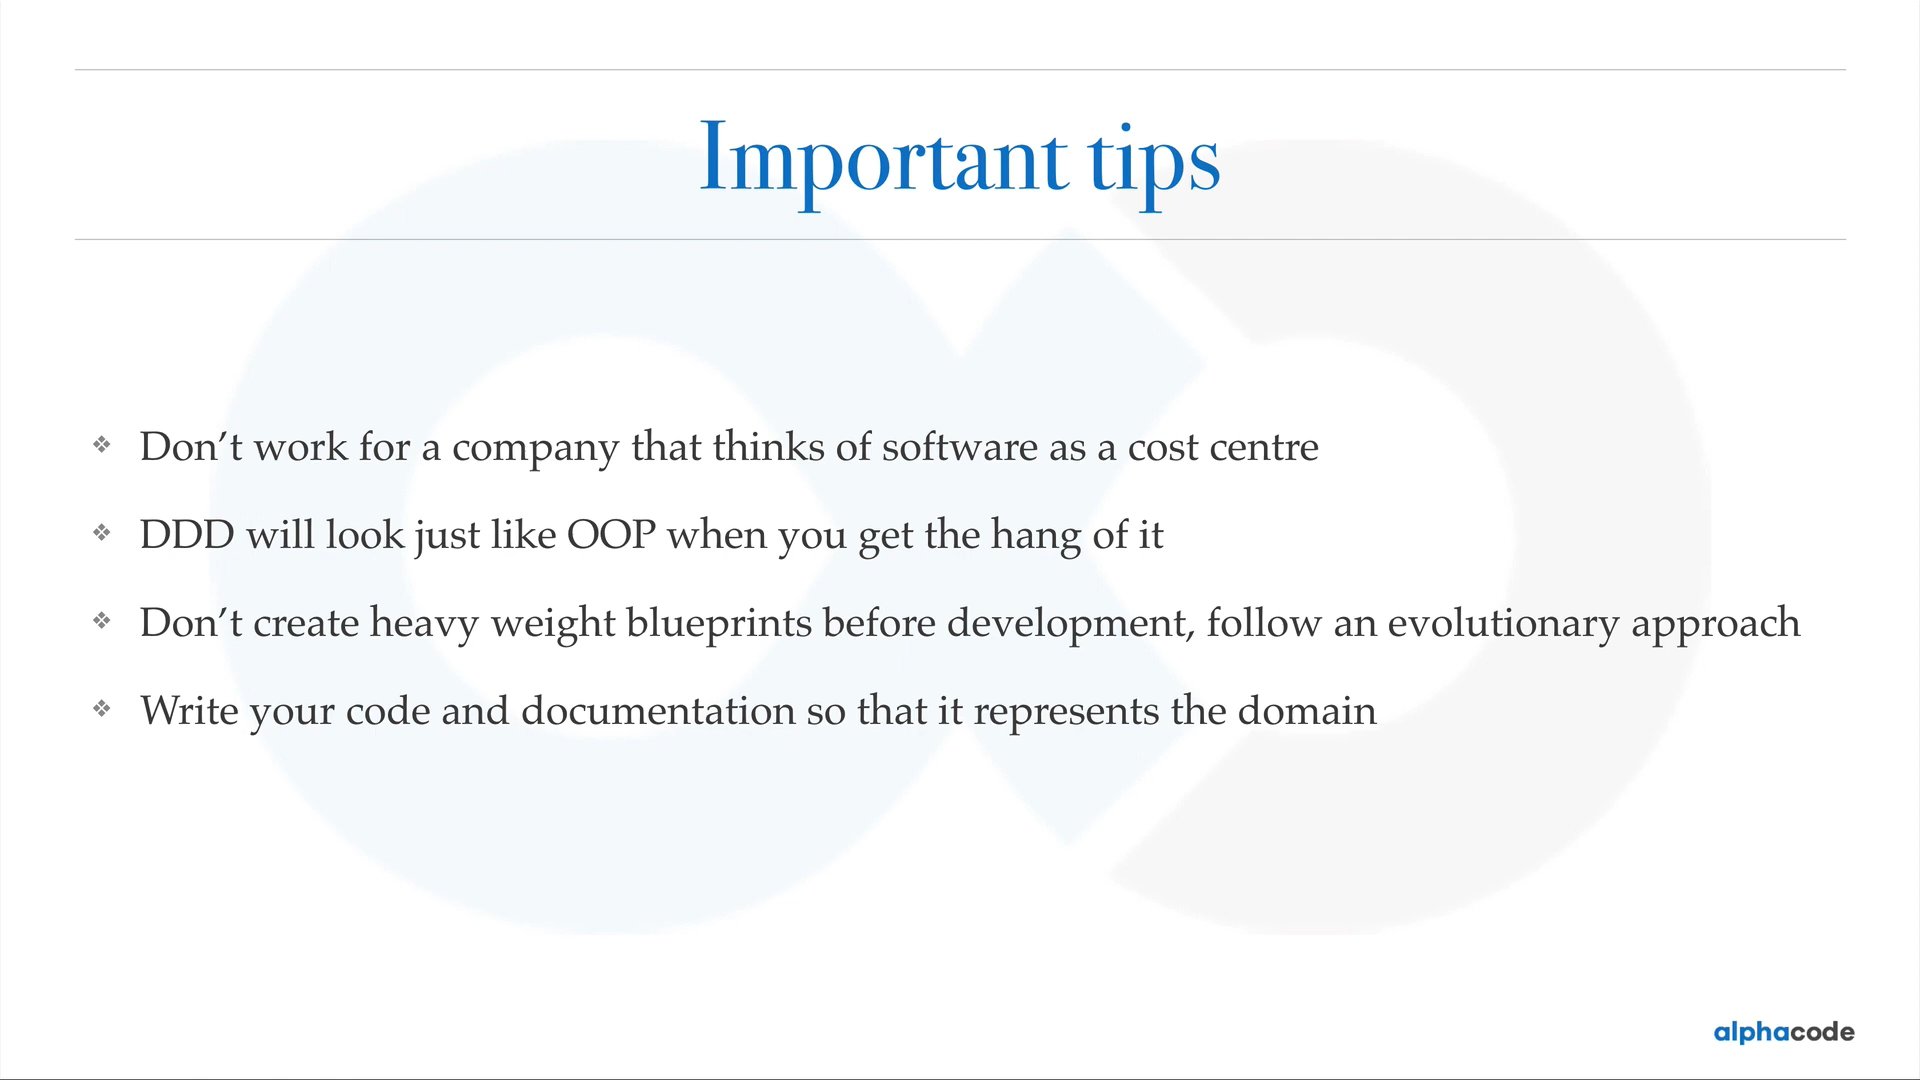 Important tips
Don’t work for a company that thinks of software as a cost centre
DDD will look just like OOP when you get the hang of it
Don’t create heavy weight blueprints before development, follow an evolutionary approach
Write your code and documentation so that it represents the domain
alphacode